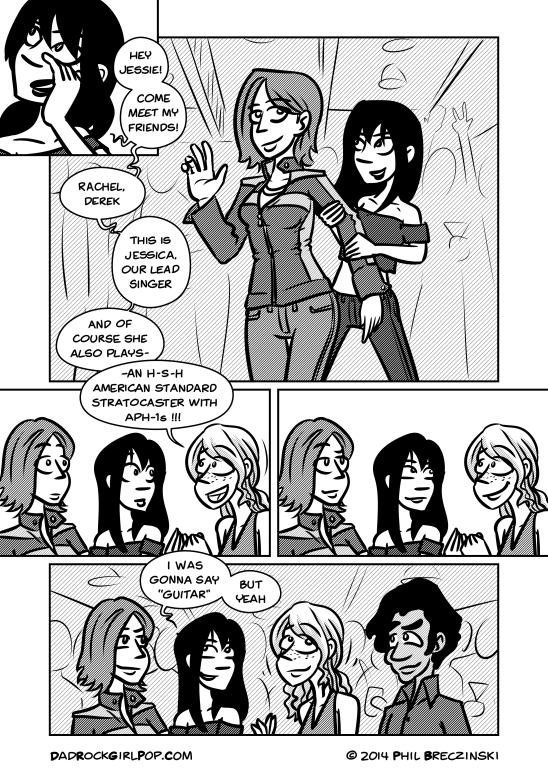 HEY
JESSIE!
COME
MEET MY
FRIENDS!
RACHEL,
DEREK
THIS IS
JESSICA,
OUR LEAD
SINGER
AND OF
COURSE SHE
ALSO PLAYS-
-AN H-S-H
AMERICAN STANDARD
STRATOCASTER WITH
APH-1s !!!
I WAS
GONNA SAY
"GUITAR"
BUT
YEAH
DADROCKGIRLPOP.COM
© 2014 PHIL BRECZINSKI